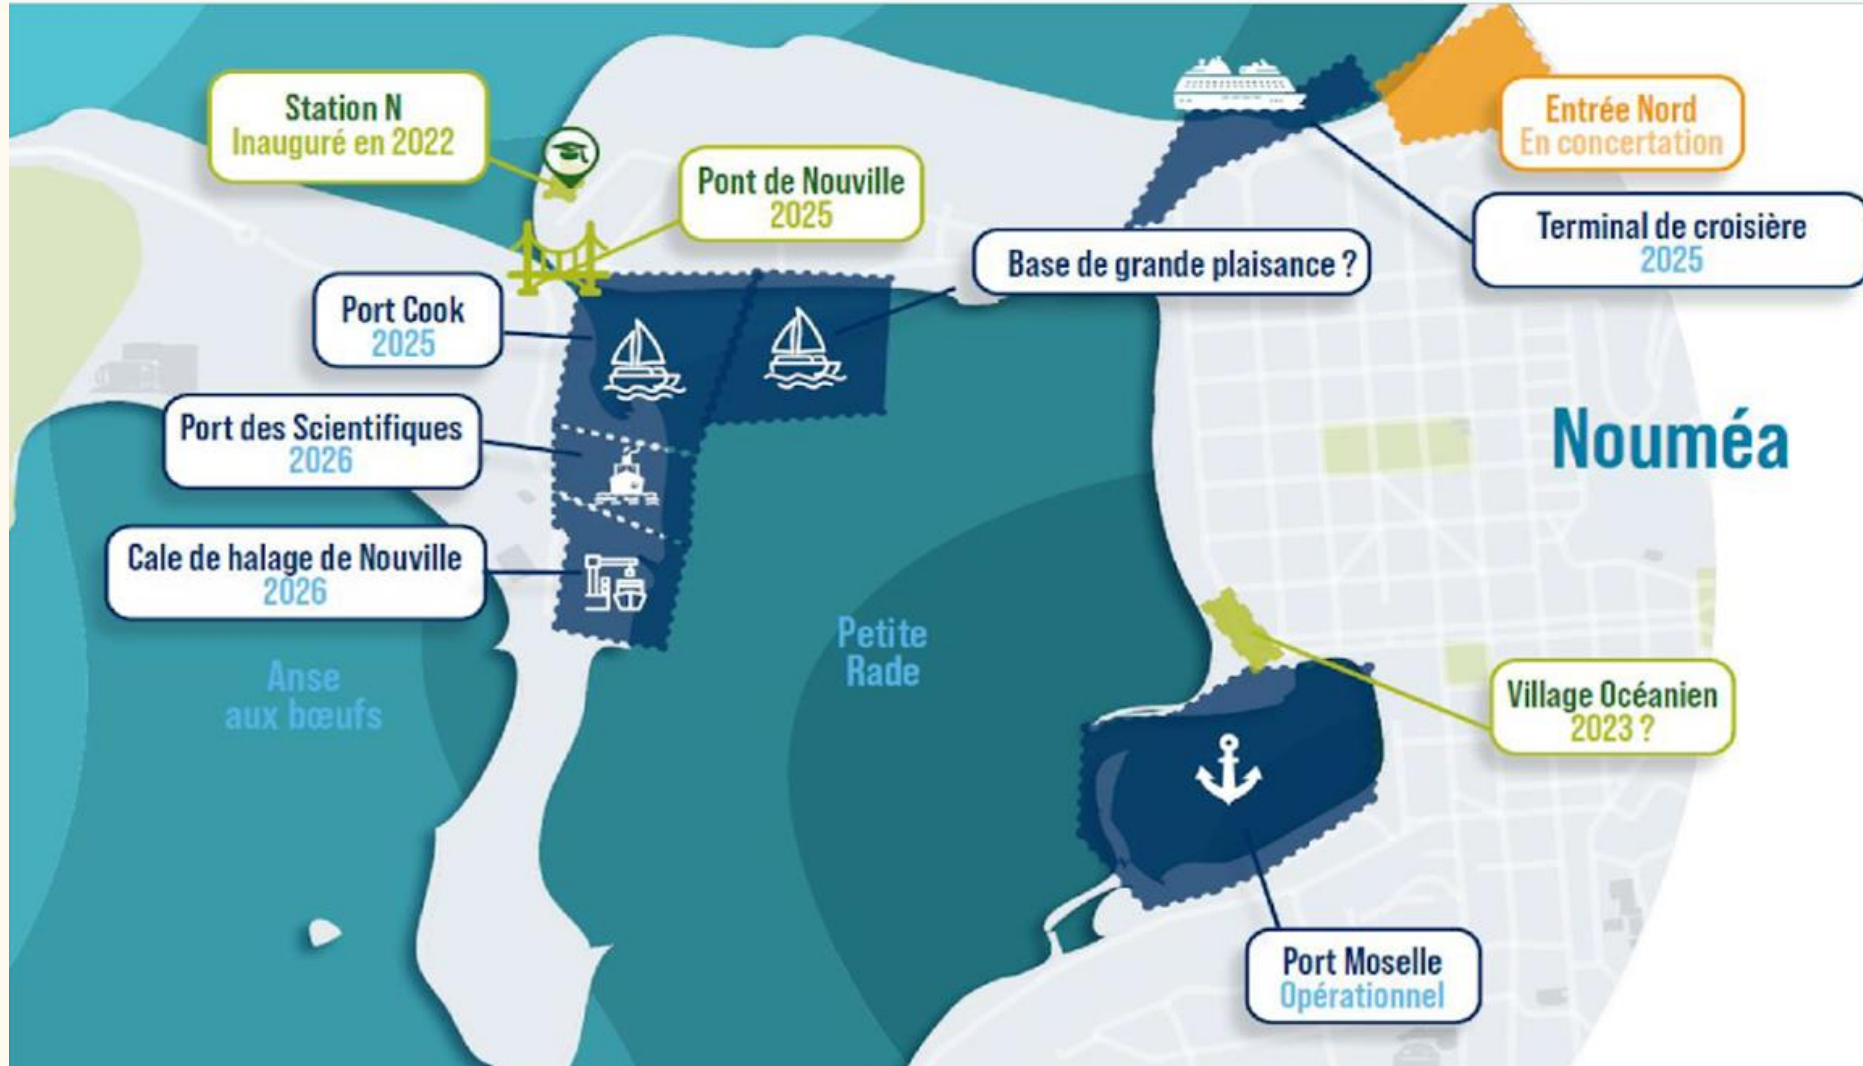 Station N
Inauguré en 2022
Pont de Nouville
2025
Entrée Nord
En concertation
Terminal de croisière
2025
Base de grande plaisance ?
Port Cook
2025
Port des Scientifiques
2026
Nouméa
Cale de halage de Nouville
2026
Petite
Rade
Anse
aux bœufs
Village Océanien
2023 ?
Port Moselle
Opérationnel